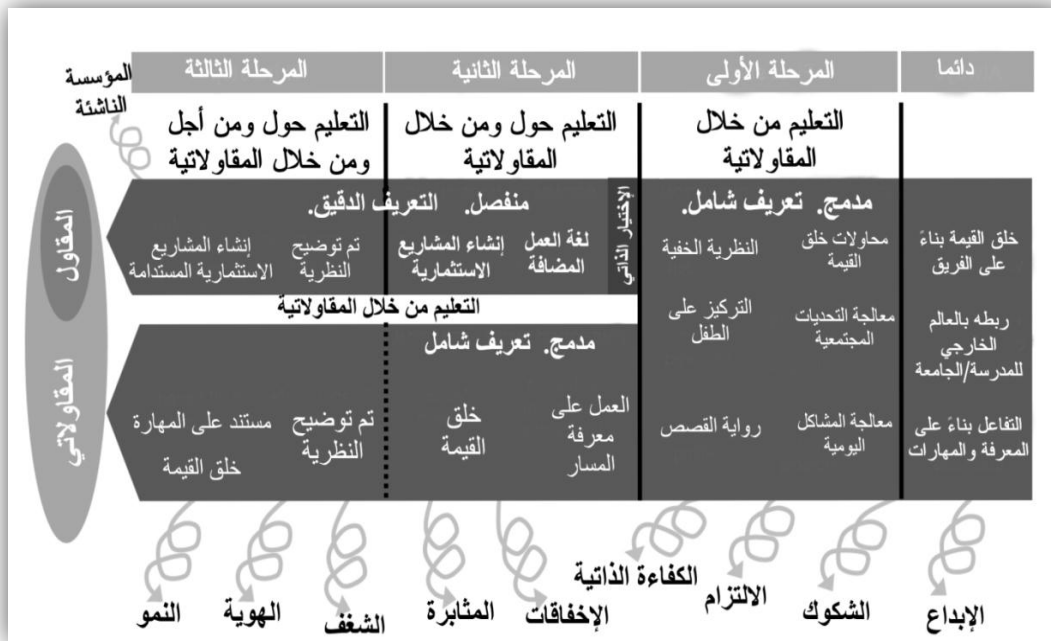 دائما
المرحلة الأولى
المرحلة الثانية
المرحلة الثالثة
المؤسسة
الناشئة
التعليم من خلال
المقاولاتية
التعليم حول ومن خلال
المقاولاتية
التعليم حول ومن أجل
ومن خلال المقاولاتية
خلق القيمة بناءً
على الفريق
ربطه بالعالم
الخارجي
للمدرسة/الجامعة
التفاعل بناءً على
المعرفة والمهارات
مدمج. تعريف شامل.
محاولات خلق
القيمة
النظرية الخفية
معالجة التحديات
المجتمعية
التركيز على
الطفل
معالجة المشاكل
اليومية
رواية القصص
الإختيار الذاتي
منفصل. التعريف الدقيق.
لغة العمل
المضافة
إنشاء المشاريع
الاستثمارية
تم توضيح
النظرية
إنشاء المشاريع
الاستثمارية المستدامة
التعليم من خلال المقاولاتية
مدمج. تعريف شامل
العمل على
معرفة
المسار
خلق
القيمة
تم توضيح
النظرية
مستند على المهارة
خلق القيمة
المقاول
المقاولاتي
الإبداع
الشكوك
الالتزام
الكفاءة الذاتية
الإخفاقات
المثابرة
الشغف
الهوية
النمو